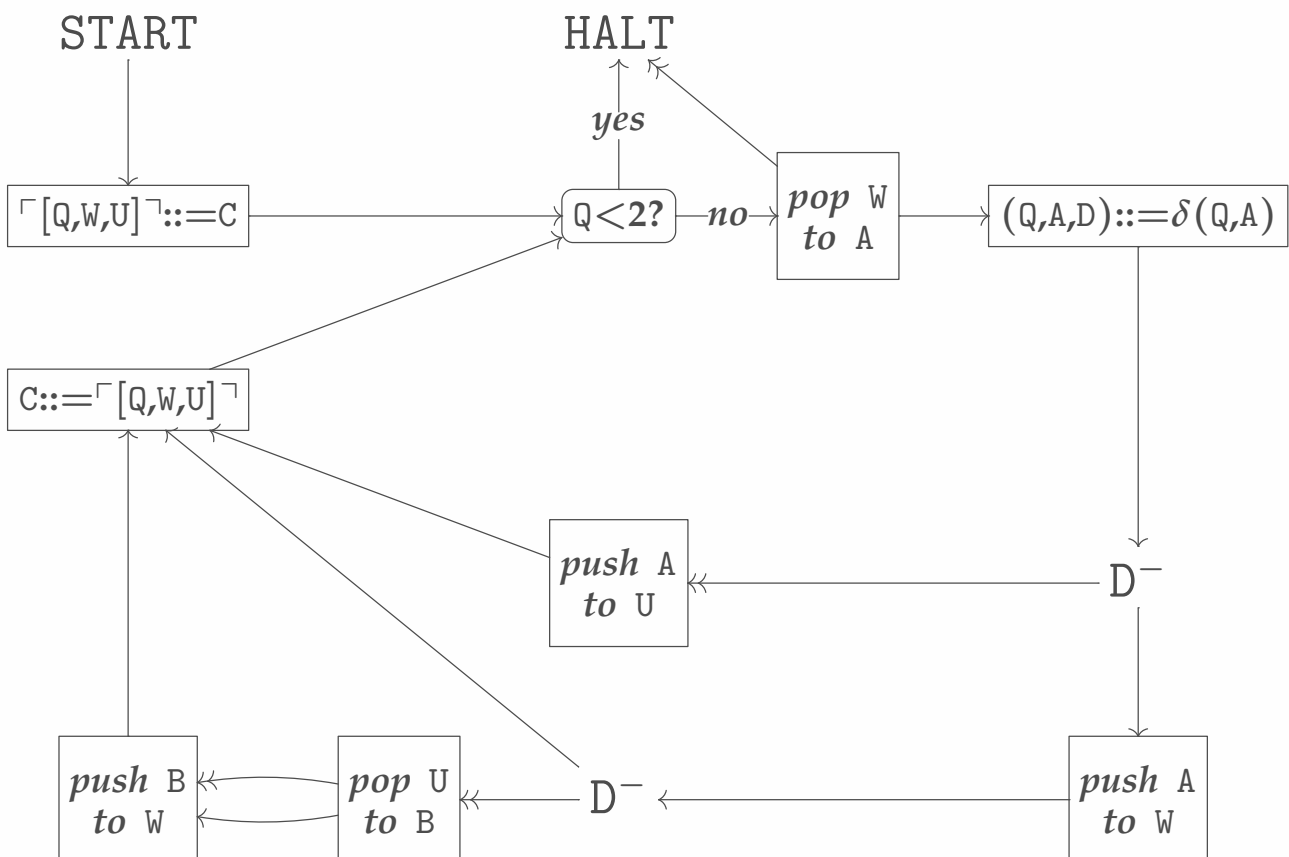 START
HALT
yes
⌜[Q,W,U]⌝::=C
Q<2?
no
pop W
to A
(Q,A,D)::=δ(Q,A)
C::=⌜[Q,W,U]⌝
push A
to U
D⁻
push B
to W
pop U
to B
D⁻
push A
to W